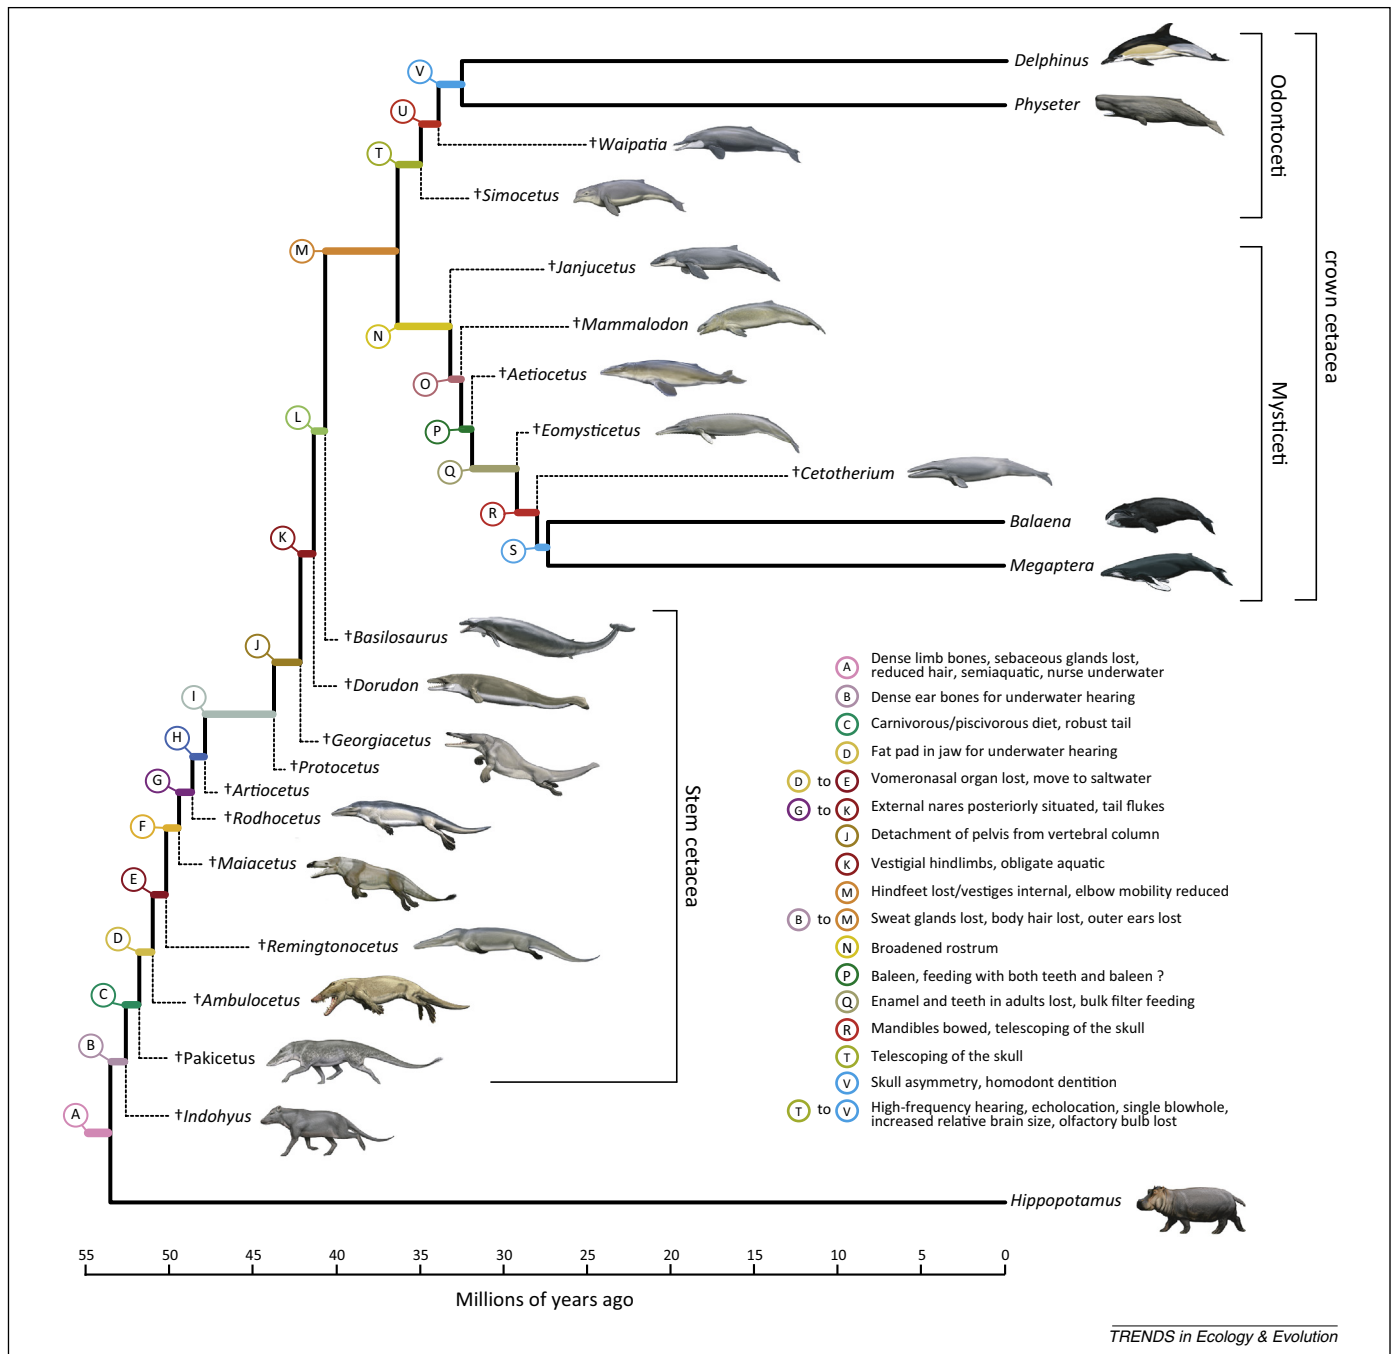 Delphinus
V
Physeter
U
†Waipatia
T
†Simocetus
Odontoceti
M
†Janjucetus
N
†Mammalodon
O
†Aetiocetus
P
†Eomysticetus
Q
†Cetotherium
R
Balaena
S
Megaptera
Mysticeti
crown cetacea
L
K
†Basilosaurus
J
†Dorudon
I
†Georgiacetus
H
†Protocetus
G
†Artiocetus
F
†Rodhocetus
†Maiacetus
E
†Remingtonocetus
D
†Ambulocetus
C
†Pakicetus
B
†Indohyus
A
Stem cetacea
Hippopotamus
A Dense limb bones, sebaceous glands lost,
reduced hair, semiaquatic, nurse underwater
B Dense ear bones for underwater hearing
C Carnivorous/piscivorous diet, robust tail
D Fat pad in jaw for underwater hearing
D to E Vomeronasal organ lost, move to saltwater
G to K External nares posteriorly situated, tail flukes
J Detachment of pelvis from vertebral column
K Vestigial hindlimbs, obligate aquatic
M Hindfeet lost/vestiges internal, elbow mobility reduced
B to M Sweat glands lost, body hair lost, outer ears lost
N Broadened rostrum
P Baleen, feeding with both teeth and baleen ?
Q Enamel and teeth in adults lost, bulk filter feeding
R Mandibles bowed, telescoping of the skull
T Telescoping of the skull
V Skull asymmetry, homodont dentition
T to V High-frequency hearing, echolocation, single blowhole,
increased relative brain size, olfactory bulb lost
55 50 45 40 35 30 25 20 15 10 5 0
Millions of years ago
TRENDS in Ecology & Evolution